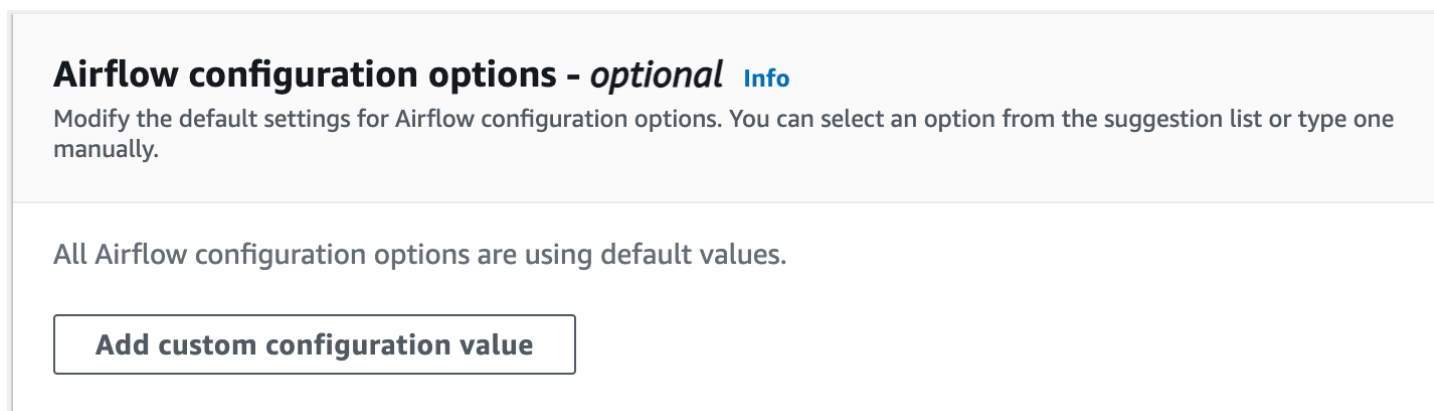 Airflow configuration options - optional Info
Modify the default settings for Airflow configuration options. You can select an option from the suggestion list or type one
manually.
All Airflow configuration options are using default values.
Add custom configuration value